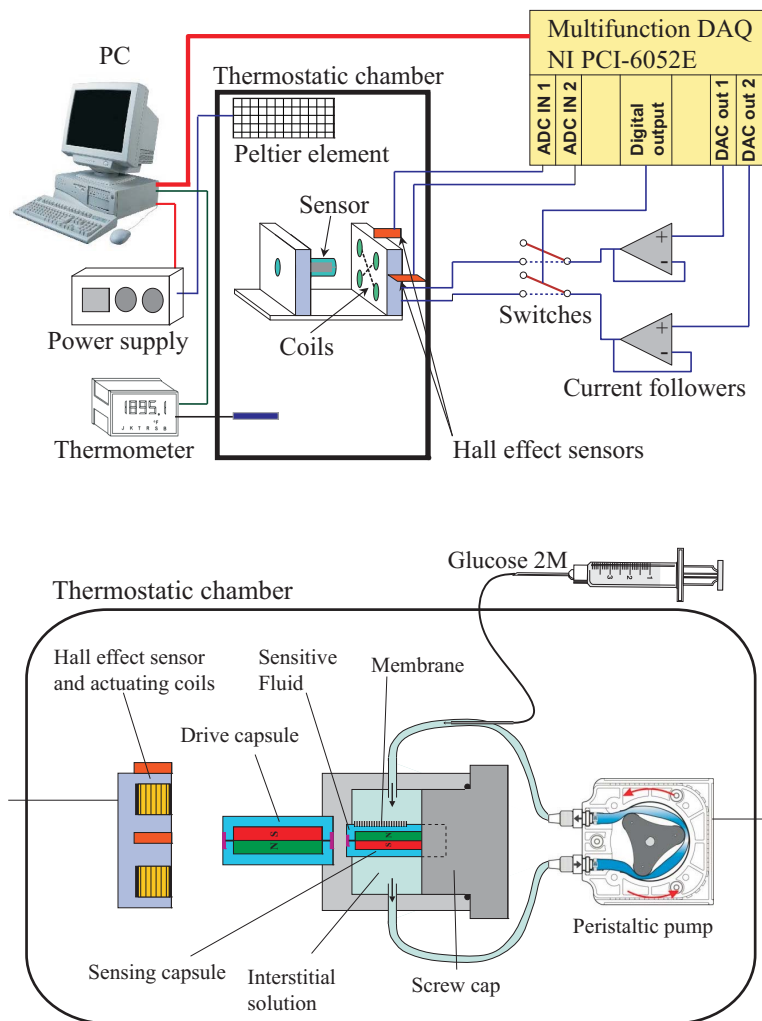 Multifunction DAQ
NI PCI-6052E
ADC IN 1
ADC IN 2
Digital
output
DAC out 1
DAC out 2
PC
Thermostatic chamber
Peltier element
Sensor
Coils
+
-
+
-
Switches
Current followers
Power supply
1895.1
°F
J K T R S B
Thermometer
Hall effect sensors
Glucose 2M
3 2 1
Thermostatic chamber
Hall effect sensor
and actuating coils
Sensitive
Fluid
Membrane
Drive capsule
S
N
N
S
Peristaltic pump
Sensing capsule
Interstitial
solution
Screw cap